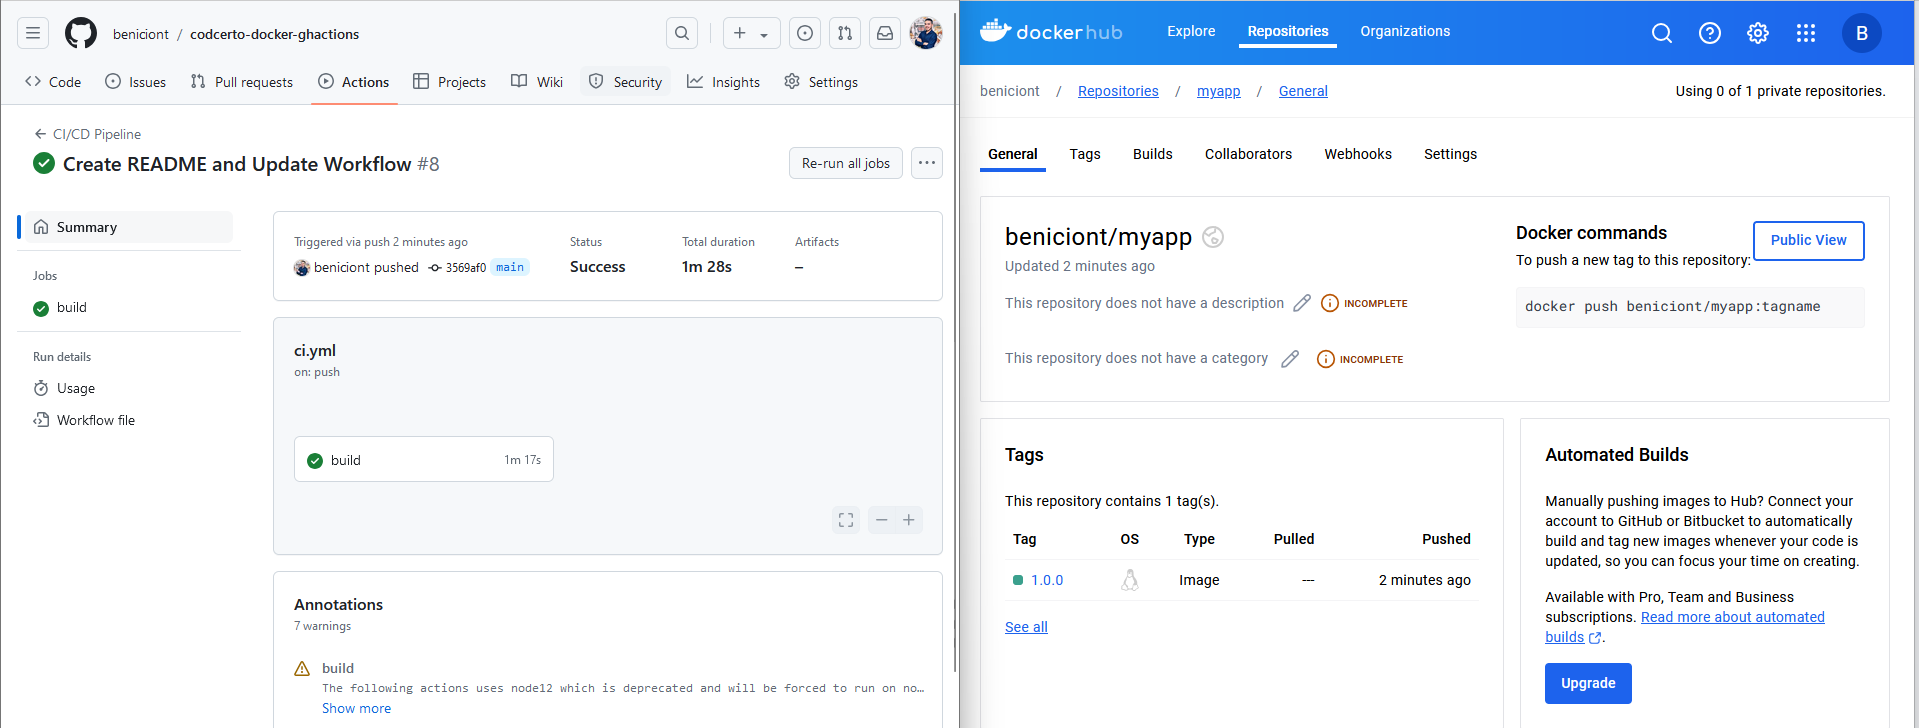 beniciont / codcerto-docker-ghactions
Code
Issues
Pull requests
Actions
Projects
Wiki
Security
Insights
Settings
← CI/CD Pipeline
Create README and Update Workflow #8
Re-run all jobs
Summary
Jobs
build
Run details
Usage
Workflow file
Triggered via push 2 minutes ago
beniciont pushed 3569af0 main
Status
Success
Total duration
1m 28s
Artifacts
–
ci.yml
on: push
build 1m 17s
Annotations
7 warnings
build
The following actions uses node12 which is deprecated and will be forced to run on no…
Show more
docker hub
Explore
Repositories
Organizations
B
beniciont / Repositories / myapp / General
Using 0 of 1 private repositories.
General
Tags
Builds
Collaborators
Webhooks
Settings
beniciont/myapp
Updated 2 minutes ago
This repository does not have a description INCOMPLETE
This repository does not have a category INCOMPLETE
Docker commands
To push a new tag to this repository:
Public View
docker push beniciont/myapp:tagname
Tags
This repository contains 1 tag(s).
Tag OS Type Pulled Pushed
1.0.0 Image --- 2 minutes ago
See all
Automated Builds
Manually pushing images to Hub? Connect your
account to GitHub or Bitbucket to automatically
build and tag new images whenever your code is
updated, so you can focus your time on creating.
Available with Pro, Team and Business
subscriptions. Read more about automated
builds.
Upgrade